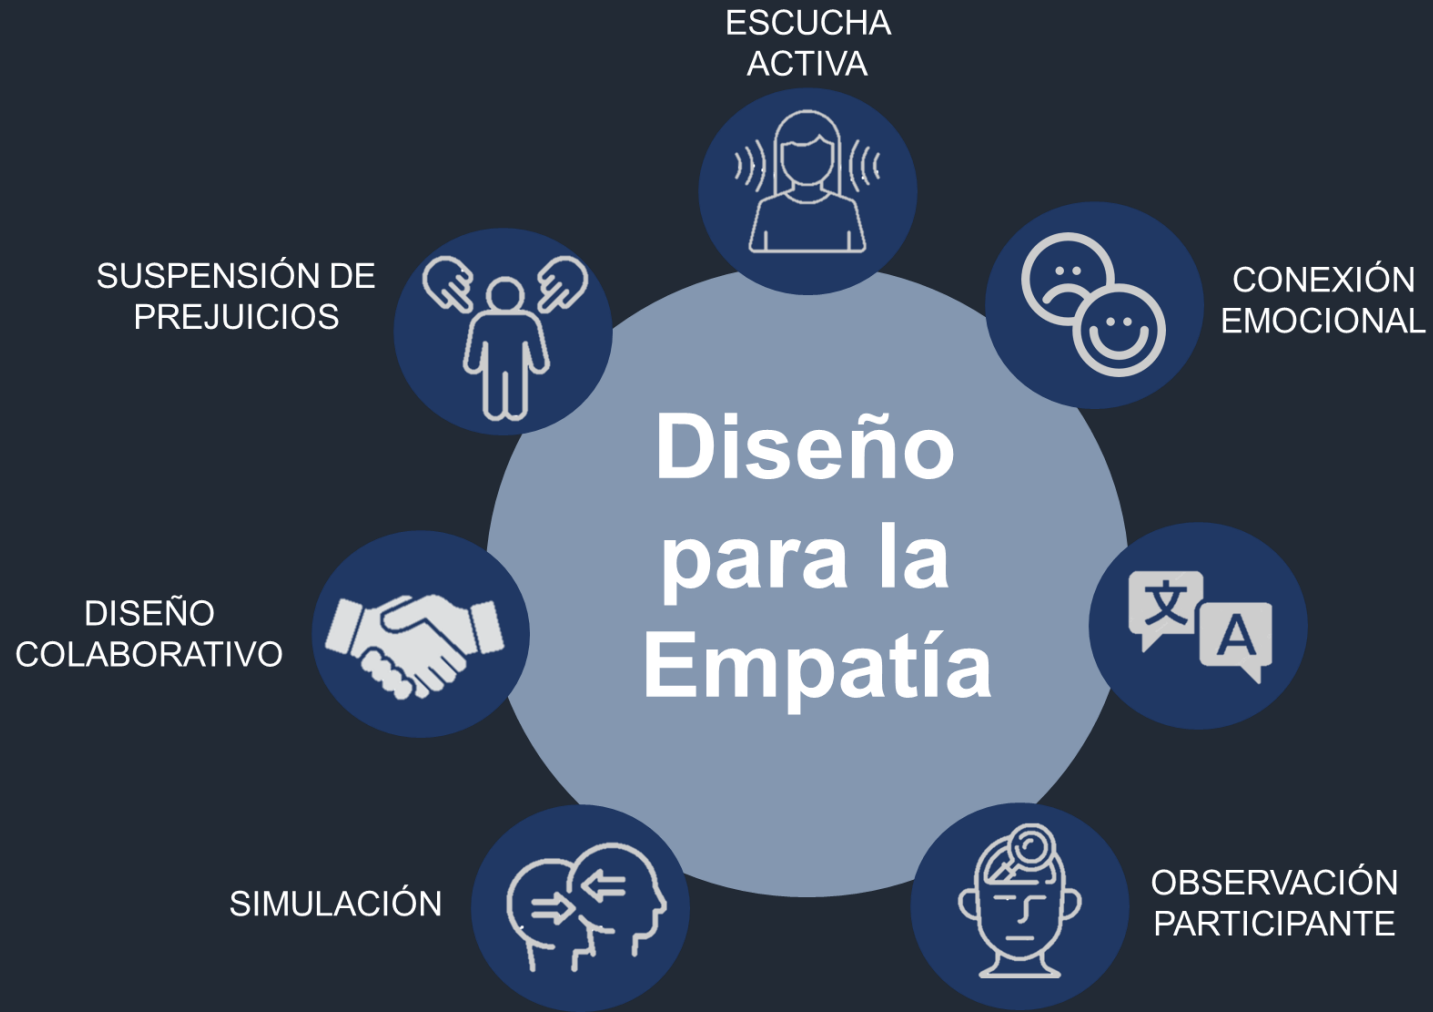 ESCUCHA
ACTIVA
SUSPENSIÓN DE
PREJUICIOS
CONEXIÓN
EMOCIONAL
Diseño
para la
Empatía
DISEÑO
COLABORATIVO
文
A
SIMULACIÓN
OBSERVACIÓN
PARTICIPANTE